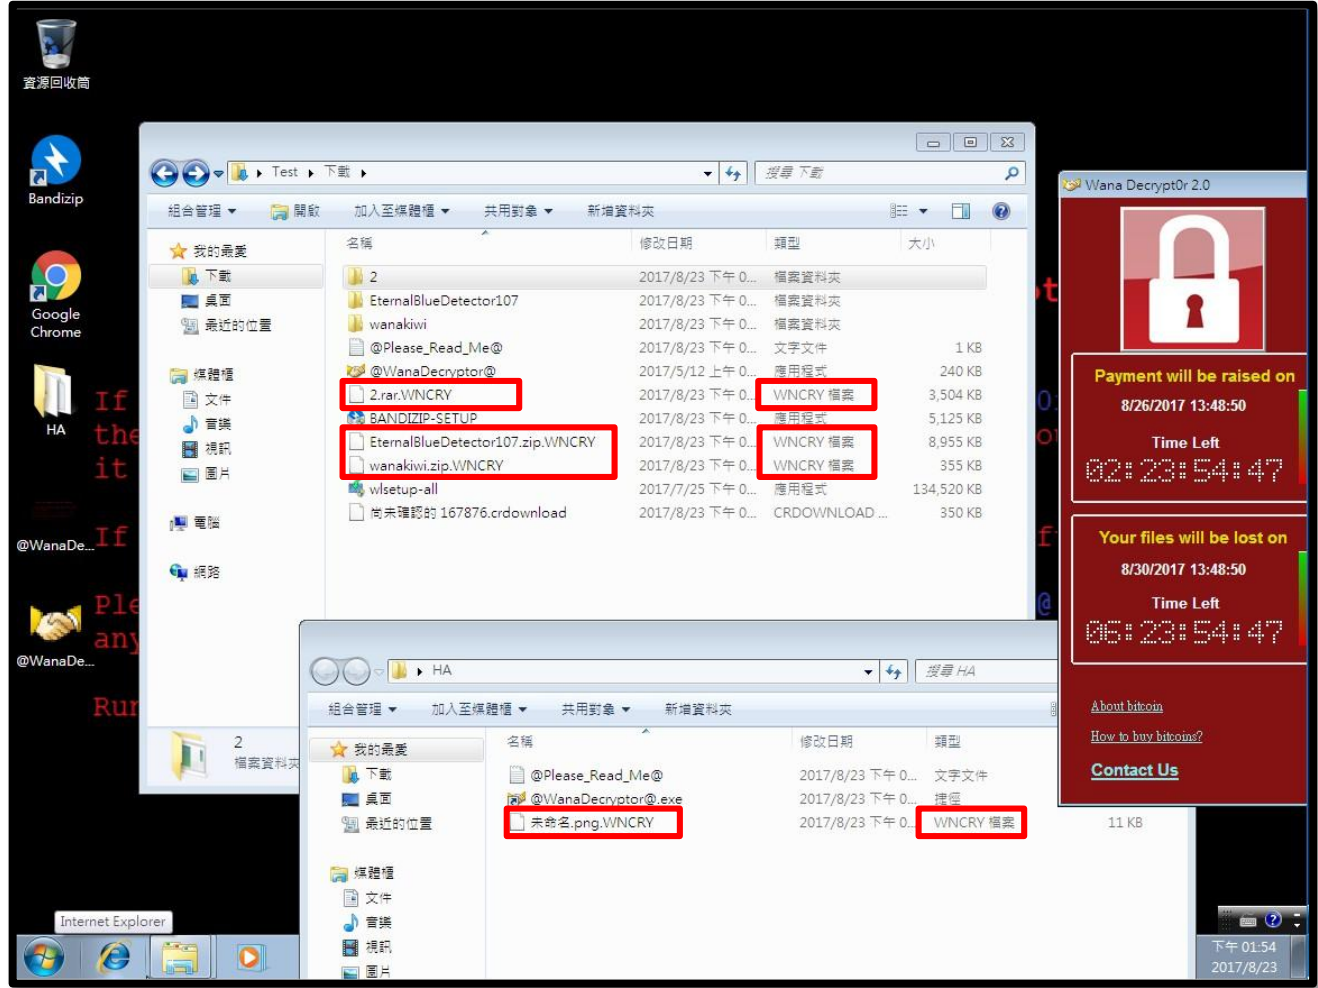 資源回收筒
Bandizip
Google
Chrome
HA
@WanaDe...
@WanaDe...
If
the
it
If
Ple
any
Run
Test
下載
搜尋 下載
組合管理
開啟
加入至媒體櫃
共用對象
新增資料夾
我的最愛
下載
桌面
最近的位置
媒體櫃
文件
音樂
視訊
圖片
電腦
網路
名稱 修改日期 類型 大小
2 2017/8/23 下午 0... 檔案資料夾
EternalBlueDetector107 2017/8/23 下午 0... 檔案資料夾
wanakiwi 2017/8/23 下午 0... 檔案資料夾
@Please_Read_Me@ 2017/8/23 下午 0... 文字文件 1 KB
@WanaDecryptor@ 2017/5/12 上午 0... 應用程式 240 KB
2.rar.WNCRY 2017/8/23 下午 0... WNCRY 檔案 3,504 KB
BANDIZIP-SETUP 2017/8/23 下午 0... 應用程式 5,125 KB
EternalBlueDetector107.zip.WNCRY 2017/8/23 下午 0... WNCRY 檔案 8,955 KB
wanakiwi.zip.WNCRY 2017/8/23 下午 0... WNCRY 檔案 355 KB
wlsetup-all 2017/7/25 下午 0... 應用程式 134,520 KB
尚未確認的 167876.crdownload 2017/8/23 下午 0... CRDOWNLOAD ... 350 KB
2
檔案資料夾
HA
搜尋 HA
組合管理
加入至媒體櫃
共用對象
新增資料夾
我的最愛
下載
桌面
最近的位置
媒體櫃
文件
音樂
視訊
圖片
名稱 修改日期 類型
@Please_Read_Me@ 2017/8/23 下午 0... 文字文件
@WanaDecryptor@.exe 2017/8/23 下午 0... 捷徑
未命名.png.WNCRY 2017/8/23 下午 0... WNCRY 檔案 11 KB
Wana Decrypt0r 2.0
Payment will be raised on
8/26/2017 13:48:50
Time Left
02:23:54:47
Your files will be lost on
8/30/2017 13:48:50
Time Left
06:23:54:47
About bitcoin
How to buy bitcoins?
Contact Us
Internet Explorer
下午 01:54
2017/8/23